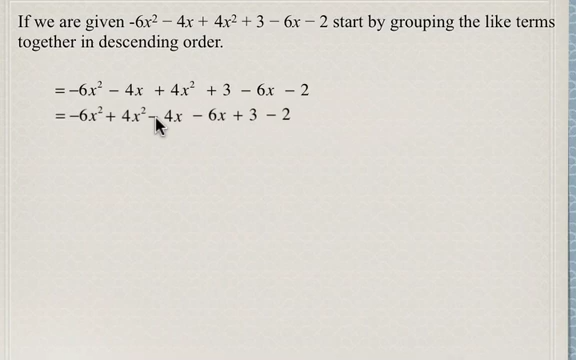 If we are given -6x² − 4x + 4x² + 3 − 6x − 2 start by grouping the like terms
together in descending order.
= −6x² − 4x + 4x² + 3 − 6x − 2
= −6x² + 4x² − 4x − 6x + 3 − 2